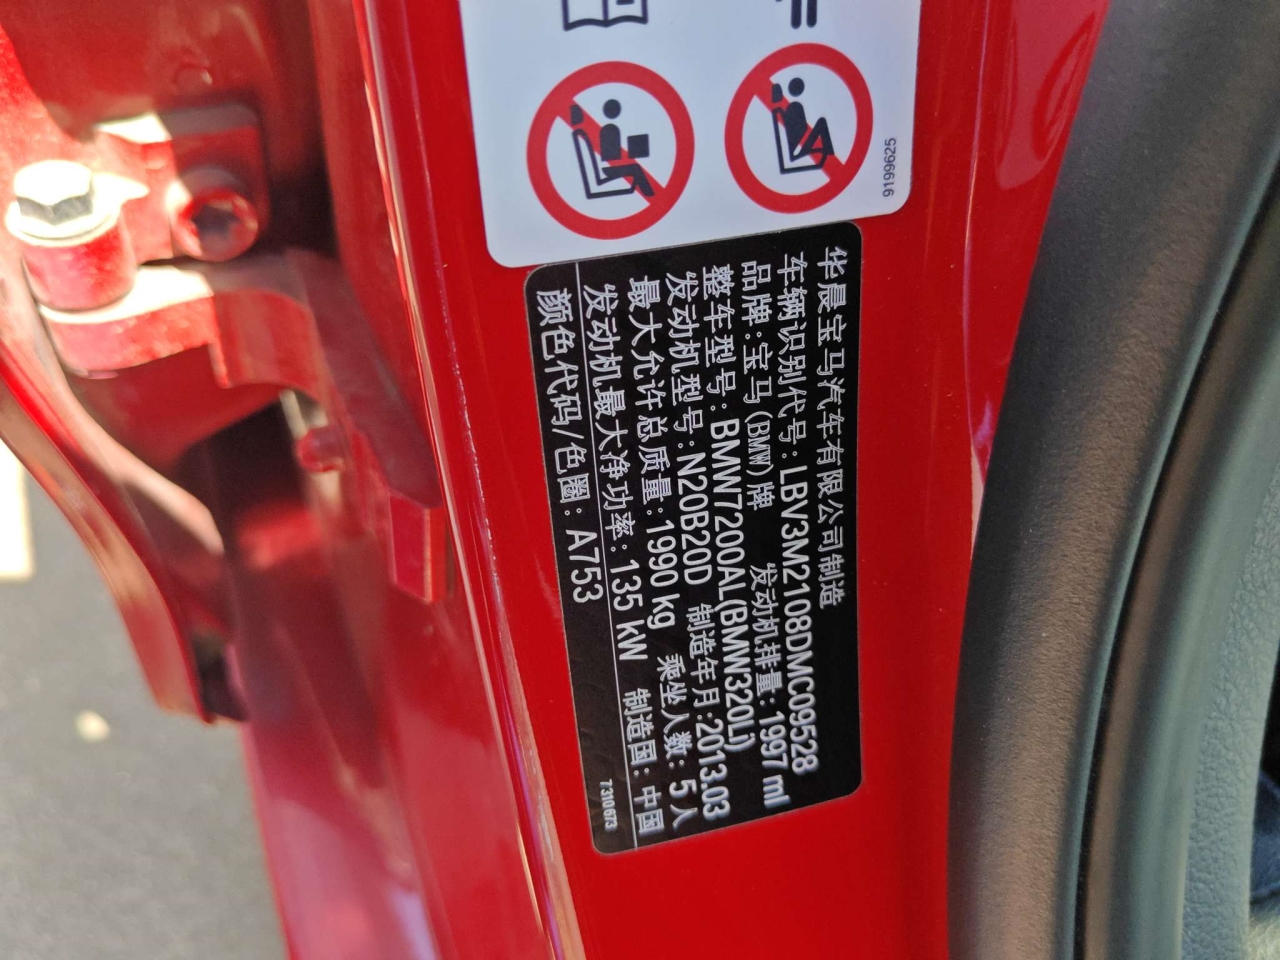 9199625
华晨宝马汽车有限公司制造
车辆识别代号: LBV3M2108DMC09528
品牌: 宝马(BMW)牌 发动机排量: 1997 ml
整车型号: BMW7200AL(BMW320Li)
发动机型号: N20B20D 制造年月: 2013.03
最大允许总质量: 1990 kg 乘坐人数: 5 人
发动机最大净功率: 135 kW 制造国: 中国
颜色代码/色圈: A753 7310673